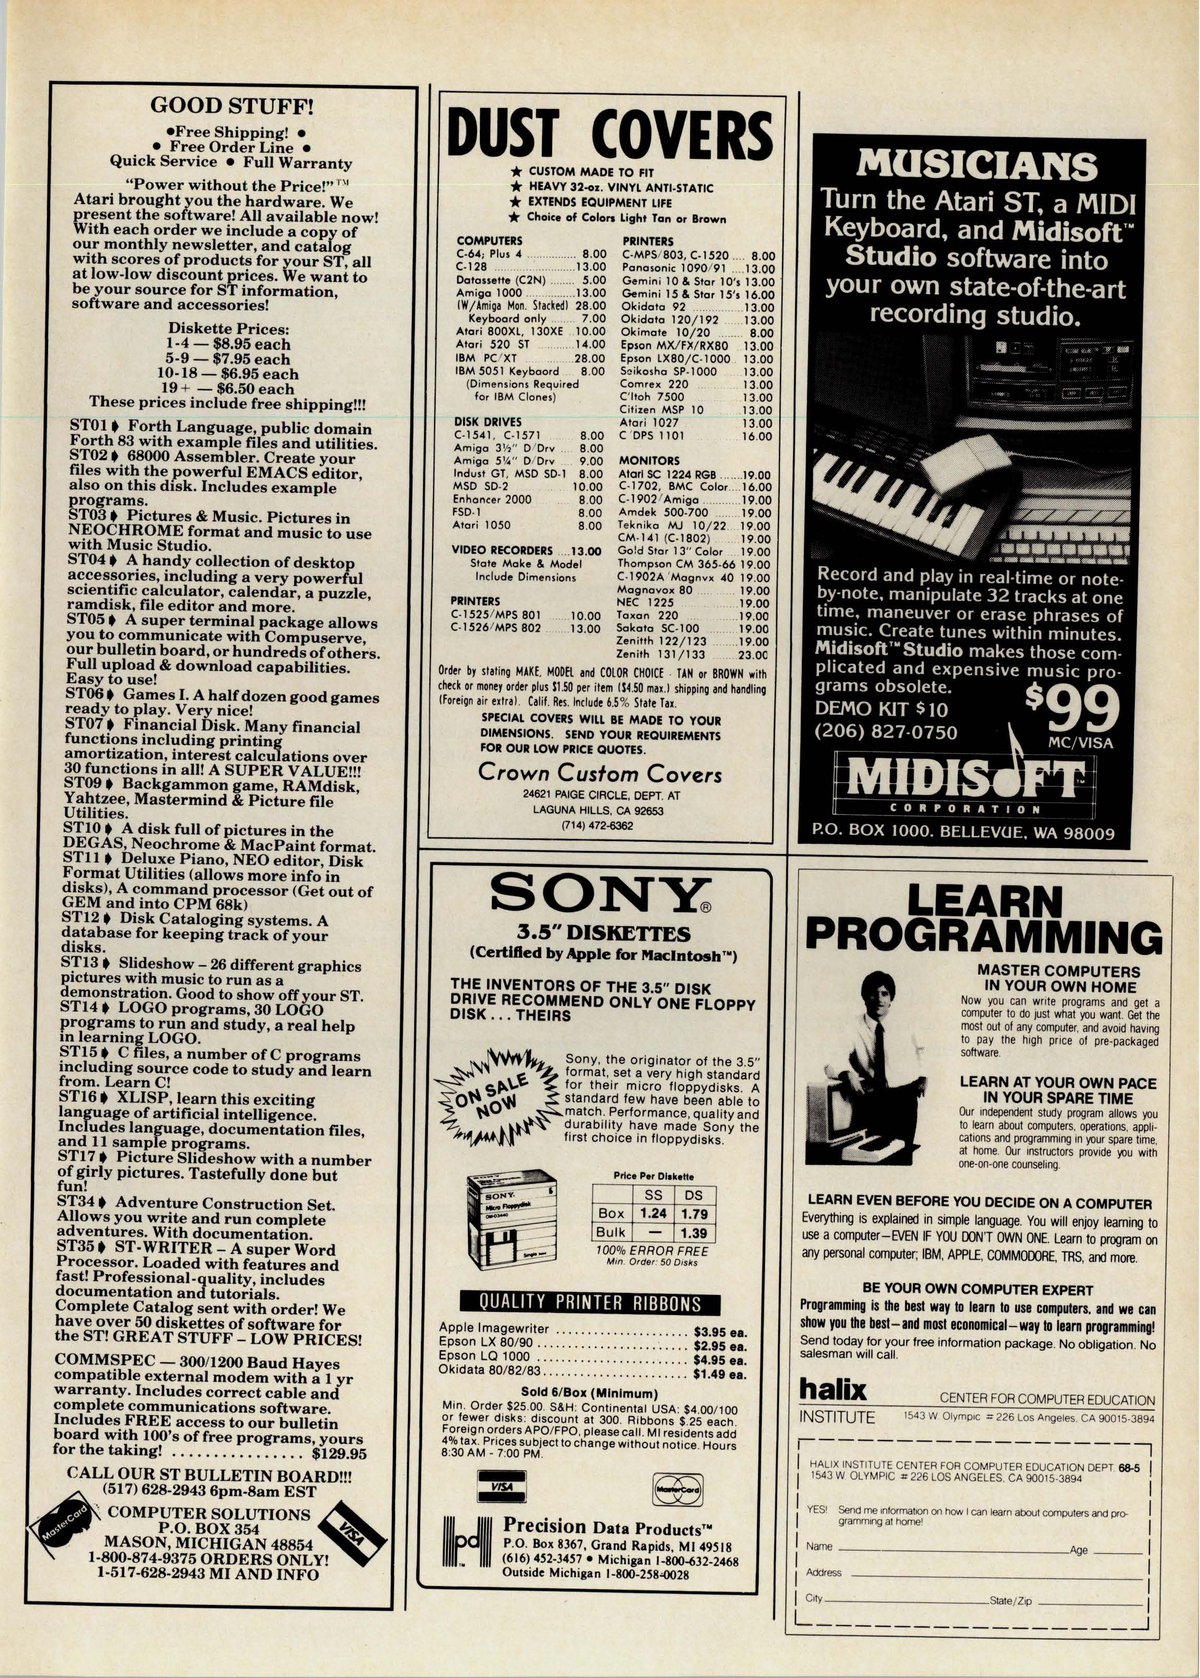 GOOD STUFF!
●Free Shipping! ●
● Free Order Line ●
Quick Service ● Full Warranty
"Power without the Price!"™
Atari brought you the hardware. We
present the software! All available now!
With each order we include a copy of
our monthly newsletter, and catalog
with scores of products for your ST, all
at low-low discount prices. We want to
be your source for ST information,
software and accessories!
Diskette Prices:
1-4 — $8.95 each
5-9 — $7.95 each
10-18 — $6.95 each
19+ — $6.50 each
These prices include free shipping!!!
ST01 ♦ Forth Language, public domain
Forth 83 with example files and utilities.
ST02 ♦ 68000 Assembler. Create your
files with the powerful EMACS editor,
also on this disk. Includes example
programs.
ST03 ♦ Pictures & Music. Pictures in
NEOCHROME format and music to use
with Music Studio.
ST04 ♦ A handy collection of desktop
accessories, including a very powerful
scientific calculator, calendar, a puzzle,
ramdisk, file editor and more.
ST05 ♦ A super terminal package allows
you to communicate with Compuserve,
our bulletin board, or hundreds of others.
Full upload & download capabilities.
Easy to use!
ST06 ♦ Games I. A half dozen good games
ready to play. Very nice!
ST07 ♦ Financial Disk. Many financial
functions including printing
amortization, interest calculations over
30 functions in all! A SUPER VALUE!!!
ST09 ♦ Backgammon game, RAMdisk,
Yahtzee, Mastermind & Picture file
Utilities.
ST10 ♦ A disk full of pictures in the
DEGAS, Neochrome & MacPaint format.
ST11 ♦ Deluxe Piano, NEO editor, Disk
Format Utilities (allows more info in
disks), A command processor (Get out of
GEM and into CPM 68k)
ST12 ♦ Disk Cataloging systems. A
database for keeping track of your
disks.
ST13 ♦ Slideshow – 26 different graphics
pictures with music to run as a
demonstration. Good to show off your ST.
ST14 ♦ LOGO programs, 30 LOGO
programs to run and study, a real help
in learning LOGO.
ST15 ♦ C files, a number of C programs
including source code to study and learn
from. Learn C!
ST16 ♦ XLISP, learn this exciting
language of artificial intelligence.
Includes language, documentation files,
and 11 sample programs.
ST17 ♦ Picture Slideshow with a number
of girly pictures. Tastefully done but
fun!
ST34 ♦ Adventure Construction Set.
Allows you write and run complete
adventures. With documentation.
ST35 ♦ ST-WRITER – A super Word
Processor. Loaded with features and
fast! Professional-quality, includes
documentation and tutorials.
Complete Catalog sent with order! We
have over 50 diskettes of software for
the ST! GREAT STUFF – LOW PRICES!
COMMSPEC — 300/1200 Baud Hayes
compatible external modem with a 1 yr
warranty. Includes correct cable and
complete communications software.
Includes FREE access to our bulletin
board with 100's of free programs, yours
for the taking! ................ $129.95
CALL OUR ST BULLETIN BOARD!!!
(517) 628-2943 6pm-8am EST
MasterCard
VISA
COMPUTER SOLUTIONS
P.O. BOX 354
MASON, MICHIGAN 48854
1-800-874-9375 ORDERS ONLY!
1-517-628-2943 MI AND INFO
DUST COVERS
★ CUSTOM MADE TO FIT
★ HEAVY 32-oz. VINYL ANTI-STATIC
★ EXTENDS EQUIPMENT LIFE
★ Choice of Colors Light Tan or Brown
COMPUTERS
C-64; Plus 4 ........ 8.00
C-128 ........ 13.00
Datassette (C2N) ....... 5.00
Amiga 1000 ........ 13.00
(W/Amiga Mon. Stacked) 28.00
Keyboard only ....... 7.00
Atari 800XL, 130XE 10.00
Atari 520 ST ........ 14.00
IBM PC/XT ........ 28.00
IBM 5051 Keyboard .... 8.00
(Dimensions Required
for IBM Clones)
DISK DRIVES
C-1541, C-1571 ...... 8.00
Amiga 3½" D/Drv ... 8.00
Amiga 5¼" D/Drv ... 9.00
Indust GT, MSD SD-1 8.00
MSD SD-2 ........ 10.00
Enhancer 2000 ....... 8.00
FSD-1 ........ 8.00
Atari 1050 ........ 8.00
VIDEO RECORDERS ....13.00
State Make & Model
Include Dimensions
PRINTERS
C-1525/MPS 801 ..... 10.00
C-1526/MPS 802 ..... 13.00
PRINTERS
C-MPS/803, C-1520 .... 8.00
Panasonic 1090/91 ....13.00
Gemini 10 & Star 10's 13.00
Gemini 15 & Star 15's 16.00
Okidata 92 ........ 13.00
Okidata 120/192 ..... 13.00
Okimate 10/20 ....... 8.00
Epson MX/FX/RX80 13.00
Epson LX80/C-1000 13.00
Seikosha SP-1000 .... 13.00
Comrex 220 ........ 13.00
C'Itoh 7500 ........ 13.00
Citizen MSP 10 ...... 13.00
Atari 1027 ........ 13.00
C DPS 1101 ........ 16.00
MONITORS
Atari SC 1224 RGB ......19.00
C-1702, BMC Color....16.00
C-1902/Amiga ....... 19.00
Amdek 500-700 ...... 19.00
Teknika MJ 10/22 ...19.00
CM-141 (C-1802) ..... 19.00
Gold Star 13" Color ... 19.00
Thompson CM 365-66 19.00
C-1902A/Magnvx 40 19.00
Magnavox 80 ....... 19.00
NEC 1225 ........ 19.00
Taxan 220 ........ 19.00
Sakata SC-100 ....... 19.00
Zenitth 122/123 ...... 19.00
Zenith 131/133 ....... 23.00
Order by stating MAKE, MODEL and COLOR CHOICE - TAN or BROWN with
check or money order plus $1.50 per item ($4.50 max.) shipping and handling
(Foreign air extra). Calif. Res. Include 6.5% State Tax.
SPECIAL COVERS WILL BE MADE TO YOUR
DIMENSIONS. SEND YOUR REQUIREMENTS
FOR OUR LOW PRICE QUOTES.
Crown Custom Covers
24621 PAIGE CIRCLE, DEPT. AT
LAGUNA HILLS, CA 92653
(714) 472-6362
MUSICIANS
Turn the Atari ST, a MIDI
Keyboard, and Midisoft™
Studio software into
your own state-of-the-art
recording studio.
Record and play in real-time or note-
by-note, manipulate 32 tracks at one
time, maneuver or erase phrases of
music. Create tunes within minutes.
Midisoft™ Studio makes those com-
plicated and expensive music pro-
grams obsolete.
DEMO KIT $10
(206) 827-0750
$99
MC/VISA
MIDISOFT
CORPORATION
P.O. BOX 1000, BELLEVUE, WA 98009
SONY®
3.5" DISKETTES
(Certified by Apple for MacIntosh™)
THE INVENTORS OF THE 3.5" DISK
DRIVE RECOMMEND ONLY ONE FLOPPY
DISK . . . THEIRS
ON SALE
NOW
Sony, the originator of the 3.5"
format, set a very high standard
for their micro floppydisks. A
standard few have been able to
match. Performance, quality and
durability have made Sony the
first choice in floppydisks.
SONY
Micro Floppydisk
Price Per Diskette
SS DS
Box 1.24 1.79
Bulk — 1.39
100% ERROR FREE
Min. Order: 50 Disks
QUALITY PRINTER RIBBONS
Apple Imagewriter ...................... $3.95 ea.
Epson LX 80/90 ......................... $2.95 ea.
Epson LQ 1000 ......................... $4.95 ea.
Okidata 80/82/83........................ $1.49 ea.
Sold 6/Box (Minimum)
Min. Order $25.00. S&H: Continental USA: $4.00/100
or fewer disks: discount at 300. Ribbons $.25 each.
Foreign orders APO/FPO, please call. MI residents add
4% tax. Prices subject to change without notice. Hours
8:30 AM - 7:00 PM.
VISA
MasterCard
pd™
Precision Data Products™
P.O. Box 8367, Grand Rapids, MI 49518
(616) 452-3457 ● Michigan 1-800-632-2468
Outside Michigan 1-800-258-0028
LEARN
PROGRAMMING
MASTER COMPUTERS
IN YOUR OWN HOME
Now you can write programs and get a
computer to do just what you want. Get the
most out of any computer, and avoid having
to pay the high price of pre-packaged
software.
LEARN AT YOUR OWN PACE
IN YOUR SPARE TIME
Our independent study program allows you
to learn about computers, operations, appli-
cations and programming in your spare time,
at home. Our instructors provide you with
one-on-one counseling.
LEARN EVEN BEFORE YOU DECIDE ON A COMPUTER
Everything is explained in simple language. You will enjoy learning to
use a computer—EVEN IF YOU DON'T OWN ONE. Learn to program on
any personal computer; IBM, APPLE, COMMODORE, TRS, and more.
BE YOUR OWN COMPUTER EXPERT
Programming is the best way to learn to use computers, and we can
show you the best—and most economical—way to learn programming!
Send today for your free information package. No obligation. No
salesman will call.
halix
INSTITUTE
CENTER FOR COMPUTER EDUCATION
1543 W. Olympic #226 Los Angeles, CA 90015-3894
HALIX INSTITUTE CENTER FOR COMPUTER EDUCATION DEPT. 68-5
1543 W. OLYMPIC #226 LOS ANGELES, CA 90015-3894
YES! Send me information on how I can learn about computers and pro-
gramming at home!
Name Age
Address
City State/Zip